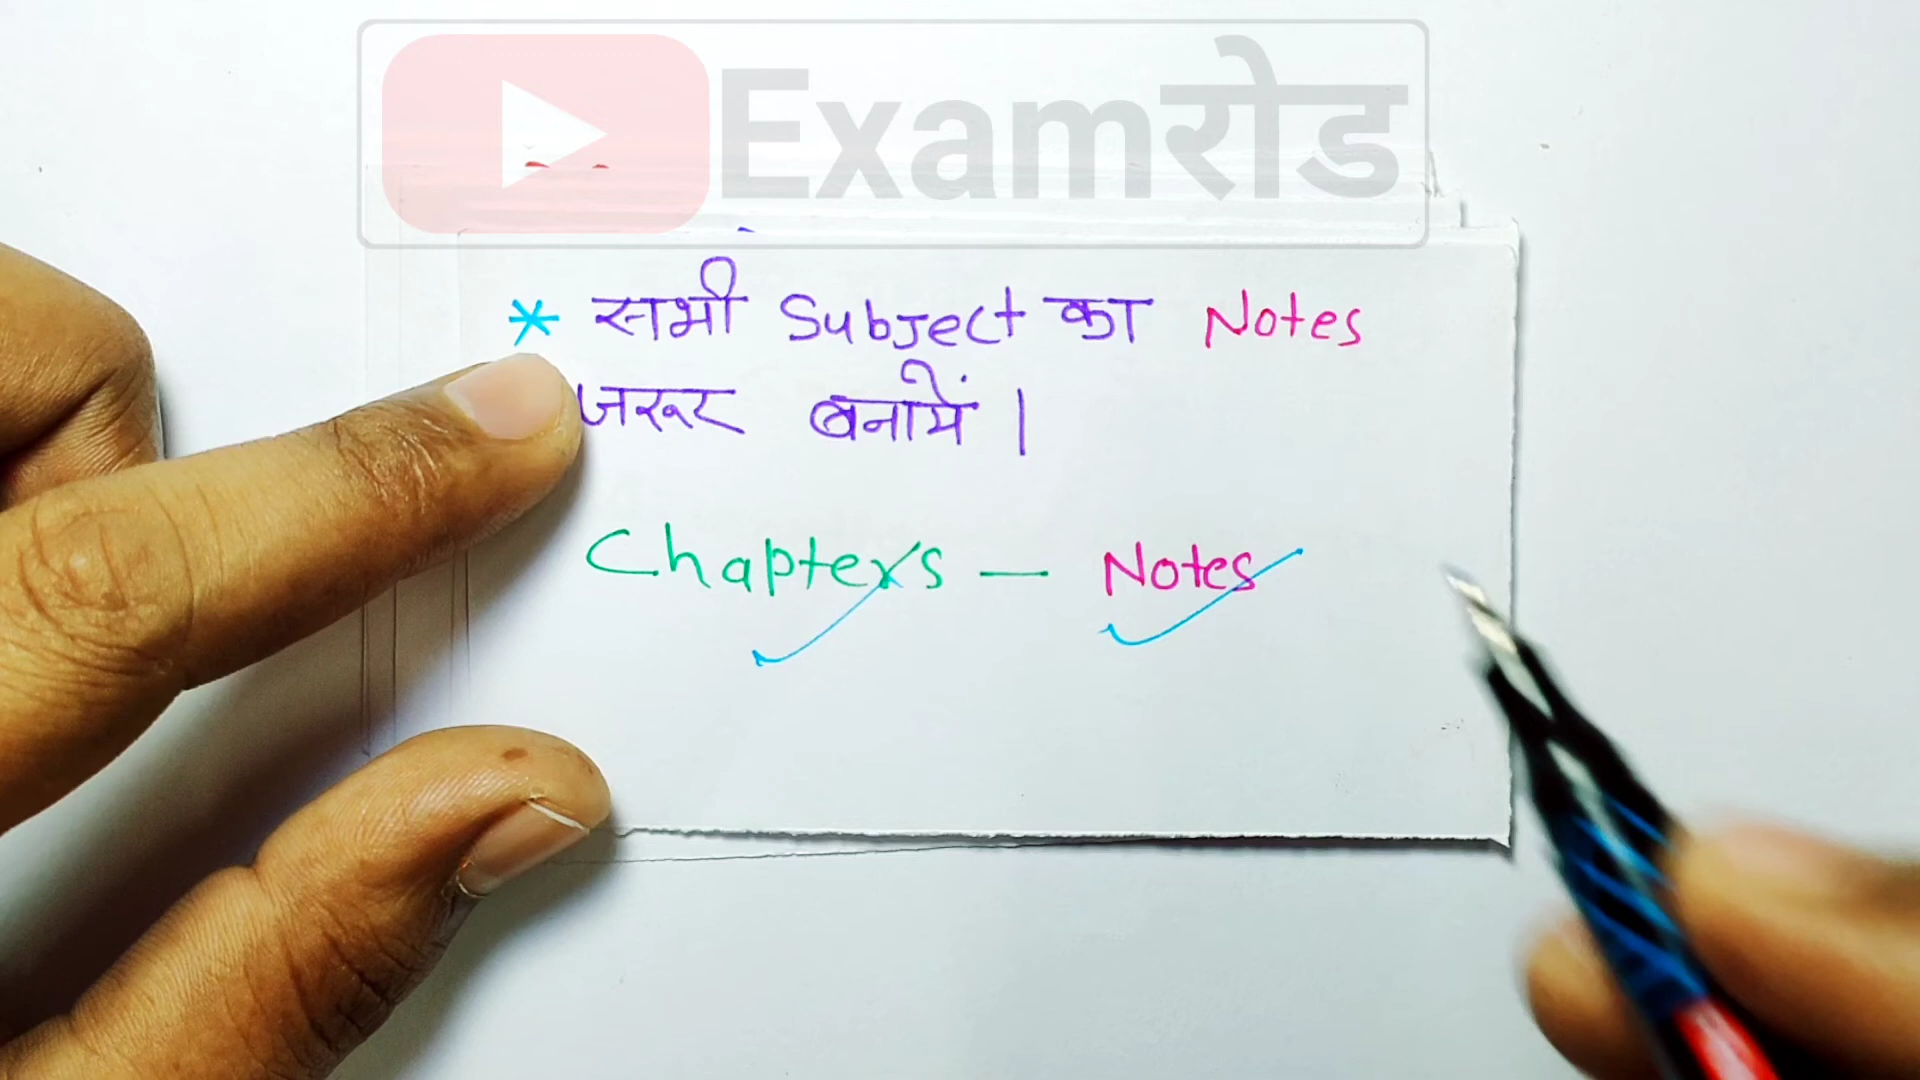 Examरोड
* सभी Subject का Notes
जरूर बनायें ।
Chapters — Notes